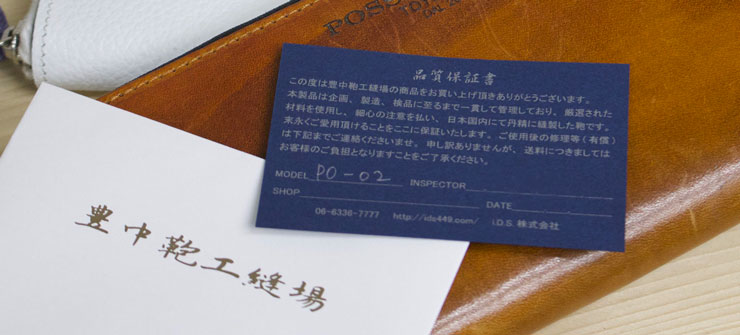 品質保証書
この度は豊中鞄工縫場の商品をお買い上げ頂きありがとうございます。
本製品は企画、製造、検品に至るまで一貫して管理しており、厳選された
材料を使用し、細心の注意を払い、日本国内にて丹精に縫製した鞄です。
末永くご愛用頂けることをここに保証いたします。ご使用後の修理等(有償)
は下記までご連絡くださいませ。申し訳ありませんが、送料につきましては
お客様のご負担となりますことをご了承ください。
MODEL PO-02 INSPECTOR
SHOP DATE
06-6336-7777 http://ids449.com/ I.D.S. 株式会社
豊中鞄工縫場